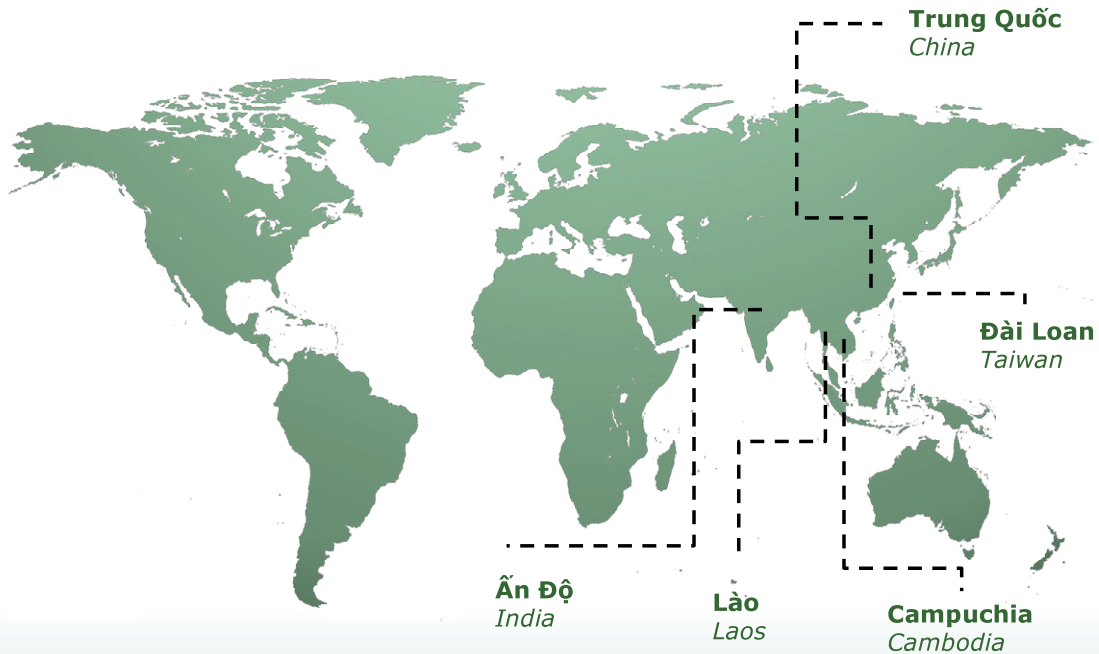 Trung Quốc
China
Đài Loan
Taiwan
Ấn Độ
India
Lào
Laos
Campuchia
Cambodia